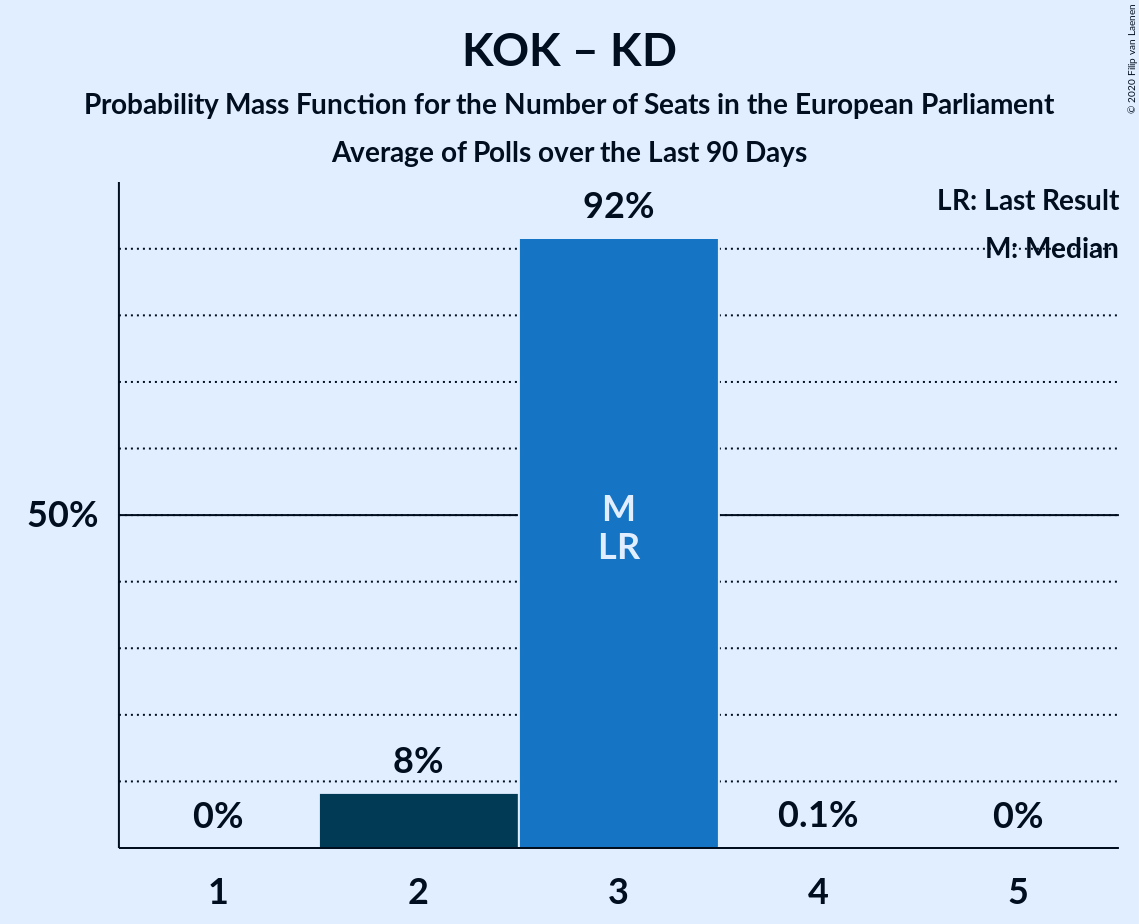 KOK – KD
Probability Mass Function for the Number of Seats in the European Parliament
Average of Polls over the Last 90 Days
© 2020 Filip van Laenen
LR: Last Result
M: Median
92%
50%
M
LR
8%
0%
0.1%
0%
1
2
3
4
5